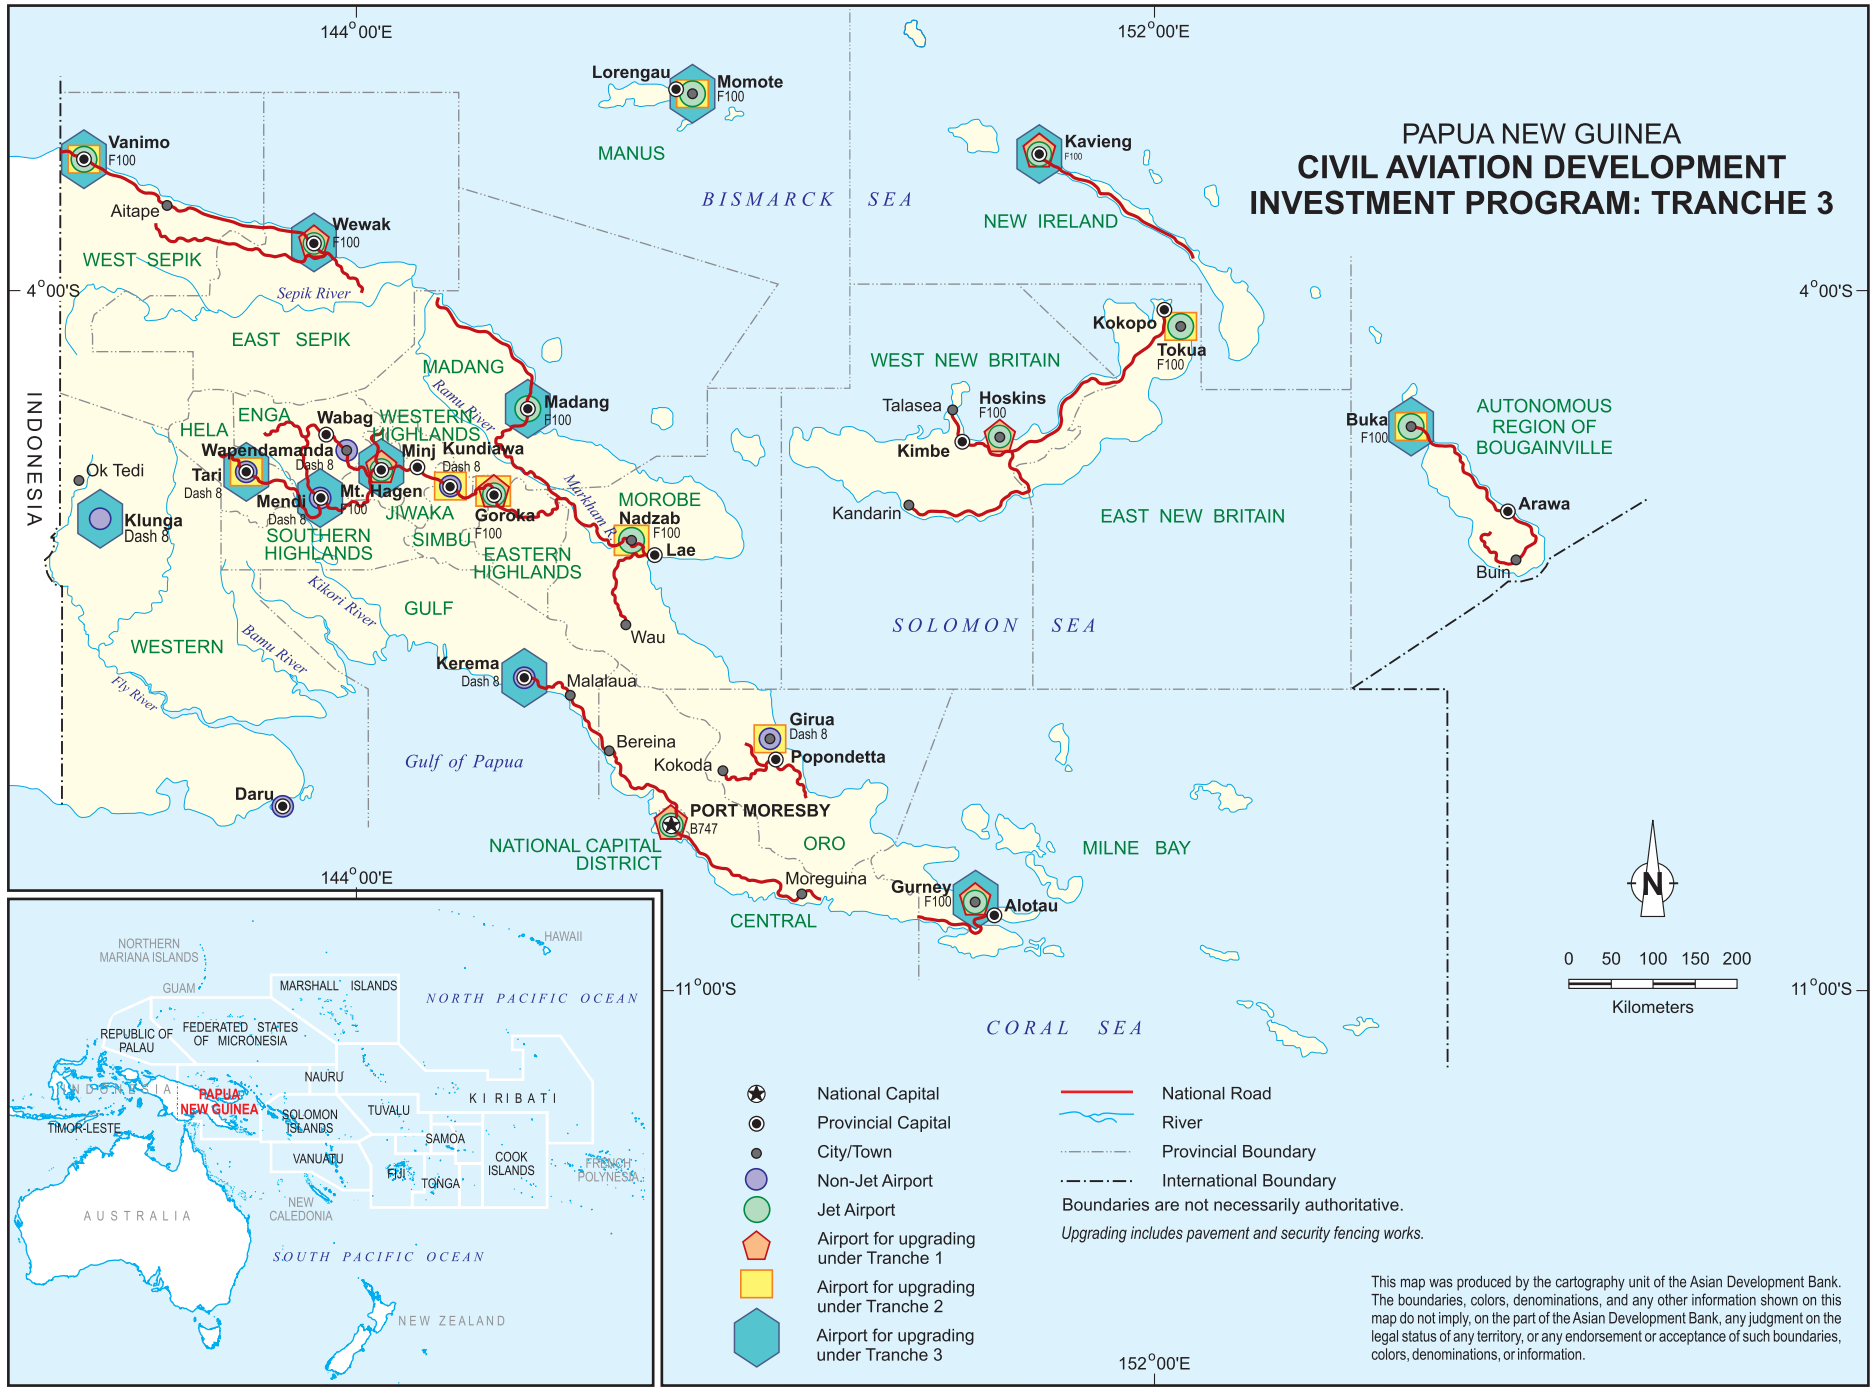 144°00'E
152°00'E
PAPUA NEW GUINEA
CIVIL AVIATION DEVELOPMENT
INVESTMENT PROGRAM: TRANCHE 3
Lorengau
Momote
F100
MANUS
Vanimo
F100
Kavieng
F100
BISMARCK SEA
NEW IRELAND
Aitape
Wewak
F100
WEST SEPIK
4°00'S
4°00'S
Sepik River
EAST SEPIK
Kokopo
Tokua
F100
WEST NEW BRITAIN
MADANG
Ramu River
INDONESIA
Madang
F100
Talasea
Hoskins
F100
Kimbe
Buka
F100
AUTONOMOUS
REGION OF
BOUGAINVILLE
ENGA
HELA
Wabag
WESTERN
HIGHLANDS
Wapendamanda
Dash 8
Minj
Kundiawa
Dash 8
Ok Tedi
Tari
Dash 8
Mendi
Dash 8
Mt. Hagen
F100
Markham R.
MOROBE
Klunga
Dash 8
JIWAKA
Goroka
F100
Nadzab
F100
Kandarin
EAST NEW BRITAIN
Arawa
SOUTHERN
HIGHLANDS
SIMBU
EASTERN
HIGHLANDS
Lae
Buin
Kikori River
GULF
SOLOMON SEA
WESTERN
Bamu River
Wau
Fly River
Kerema
Dash 8
Malalaua
Girua
Dash 8
Bereina
Gulf of Papua
Kokoda
Popondetta
Daru
PORT MORESBY
B747
NATIONAL CAPITAL
DISTRICT
ORO
MILNE BAY
144°00'E
Moreguina
Gurney
F100
Alotau
CENTRAL
N
0 50 100 150 200
Kilometers
11°00'S
11°00'S
CORAL SEA
NORTHERN
MARIANA ISLANDS
HAWAII
GUAM
MARSHALL ISLANDS
NORTH PACIFIC OCEAN
REPUBLIC OF
PALAU
FEDERATED STATES
OF MICRONESIA
NAURU
INDONESIA
PAPUA
NEW GUINEA
KIRIBATI
TUVALU
SOLOMON
ISLANDS
TIMOR-LESTE
SAMOA
VANUATU
COOK
ISLANDS
FIJI
TONGA
FRENCH
POLYNESIA
NEW
CALEDONIA
AUSTRALIA
SOUTH PACIFIC OCEAN
NEW ZEALAND
National Capital
Provincial Capital
City/Town
Non-Jet Airport
Jet Airport
Airport for upgrading
under Tranche 1
Airport for upgrading
under Tranche 2
Airport for upgrading
under Tranche 3
National Road
River
Provincial Boundary
International Boundary
Boundaries are not necessarily authoritative.
Upgrading includes pavement and security fencing works.
This map was produced by the cartography unit of the Asian Development Bank.
The boundaries, colors, denominations, and any other information shown on this
map do not imply, on the part of the Asian Development Bank, any judgment on the
legal status of any territory, or any endorsement or acceptance of such boundaries,
colors, denominations, or information.
152°00'E